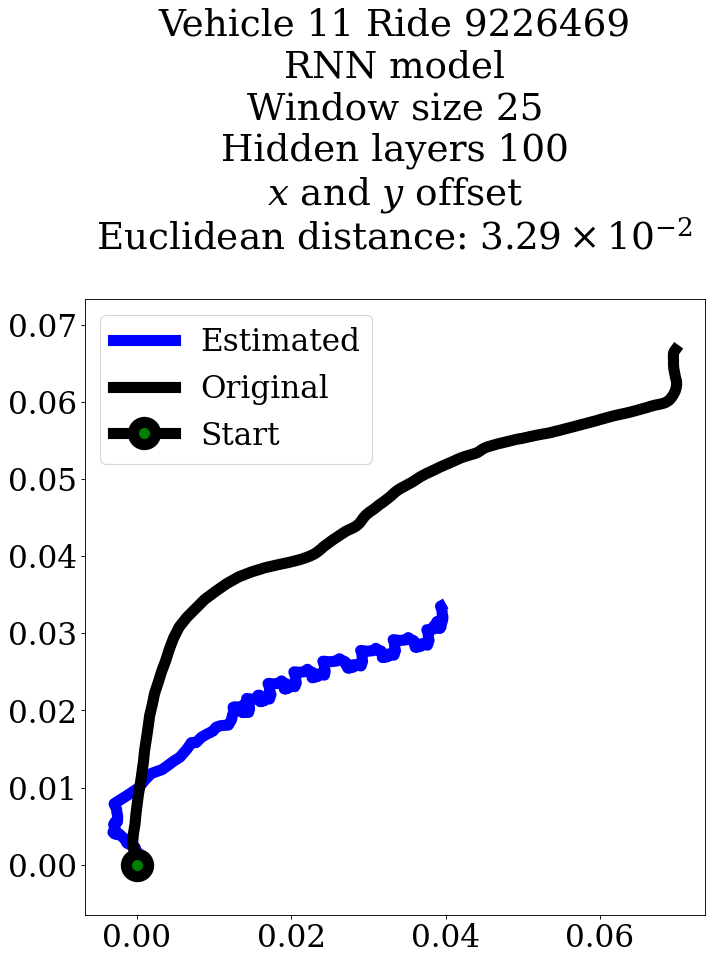 Vehicle 11 Ride 9226469
RNN model
Window size 25
Hidden layers 100
x and y offset
Euclidean distance: 3.29 × 10⁻²
Estimated
Original
Start
0.07
0.06
0.05
0.04
0.03
0.02
0.01
0.00
0.00 0.02 0.04 0.06